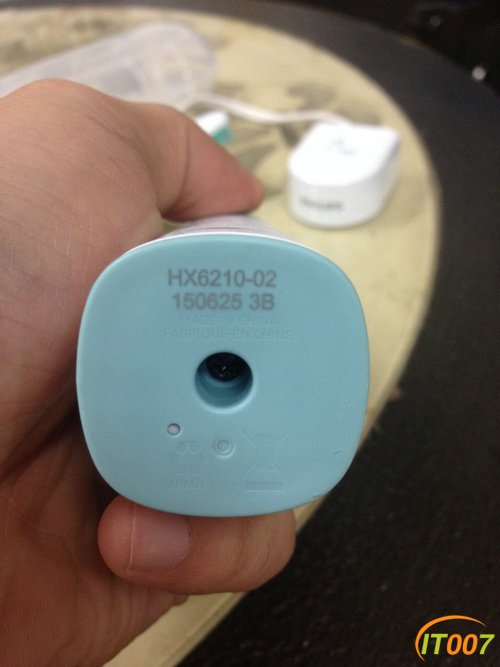 HX6210-02
150625 3B
MADE IN CHINA
FABRIQUE EN CHINE
IT007